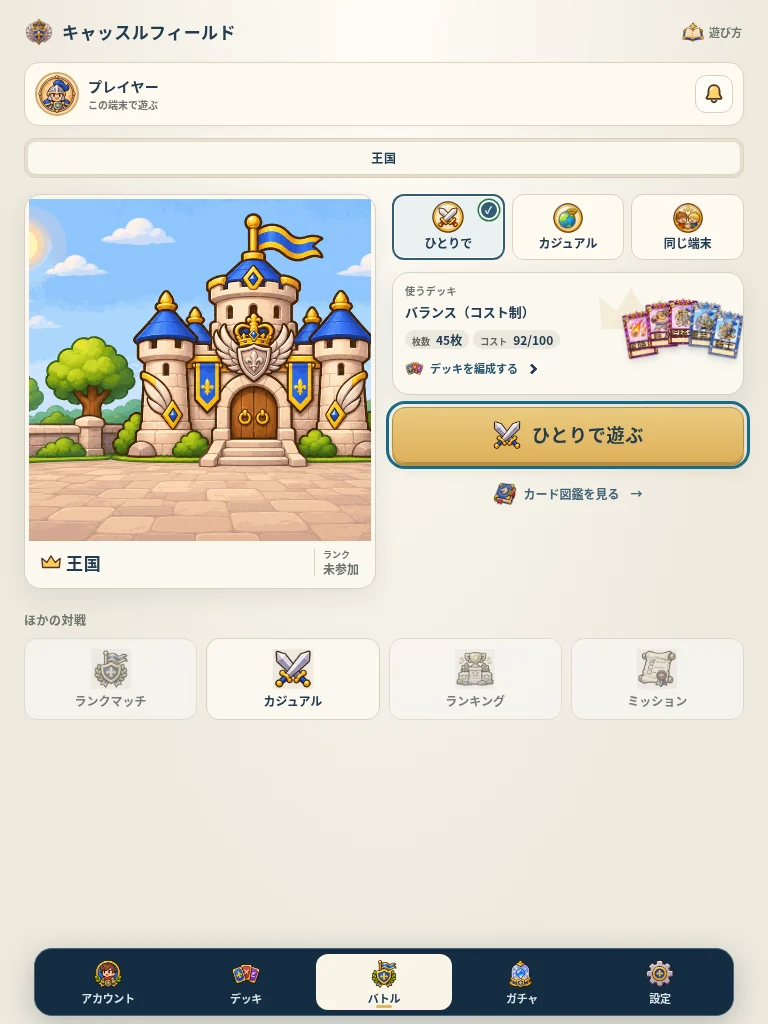 キャッスルフィールド
遊び方
プレイヤー
この端末で遊ぶ
王国
ひとりで
カジュアル
同じ端末
使うデッキ
バランス（コスト制）
枚数 45枚 コスト 92/100
デッキを編成する
ひとりで遊ぶ
カード図鑑を見る →
王国
ランク
未参加
ほかの対戦
ランクマッチ
カジュアル
ランキング
ミッション
アカウント
デッキ
バトル
ガチャ
設定